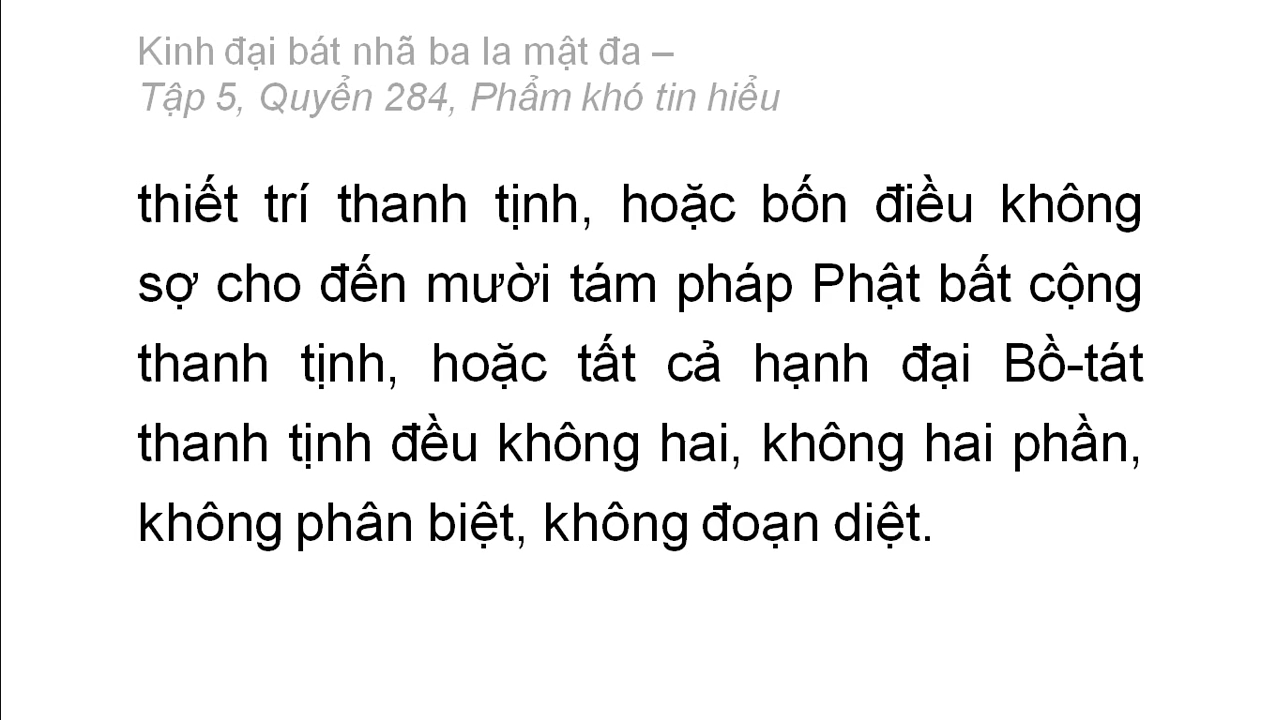 Kinh đại bát nhã ba la mật đa –
Tập 5, Quyển 284, Phẩm khó tin hiểu
thiết trí thanh tịnh, hoặc bốn điều không
sợ cho đến mười tám pháp Phật bất cộng
thanh tịnh, hoặc tất cả hạnh đại Bồ-tát
thanh tịnh đều không hai, không hai phần,
không phân biệt, không đoạn diệt.